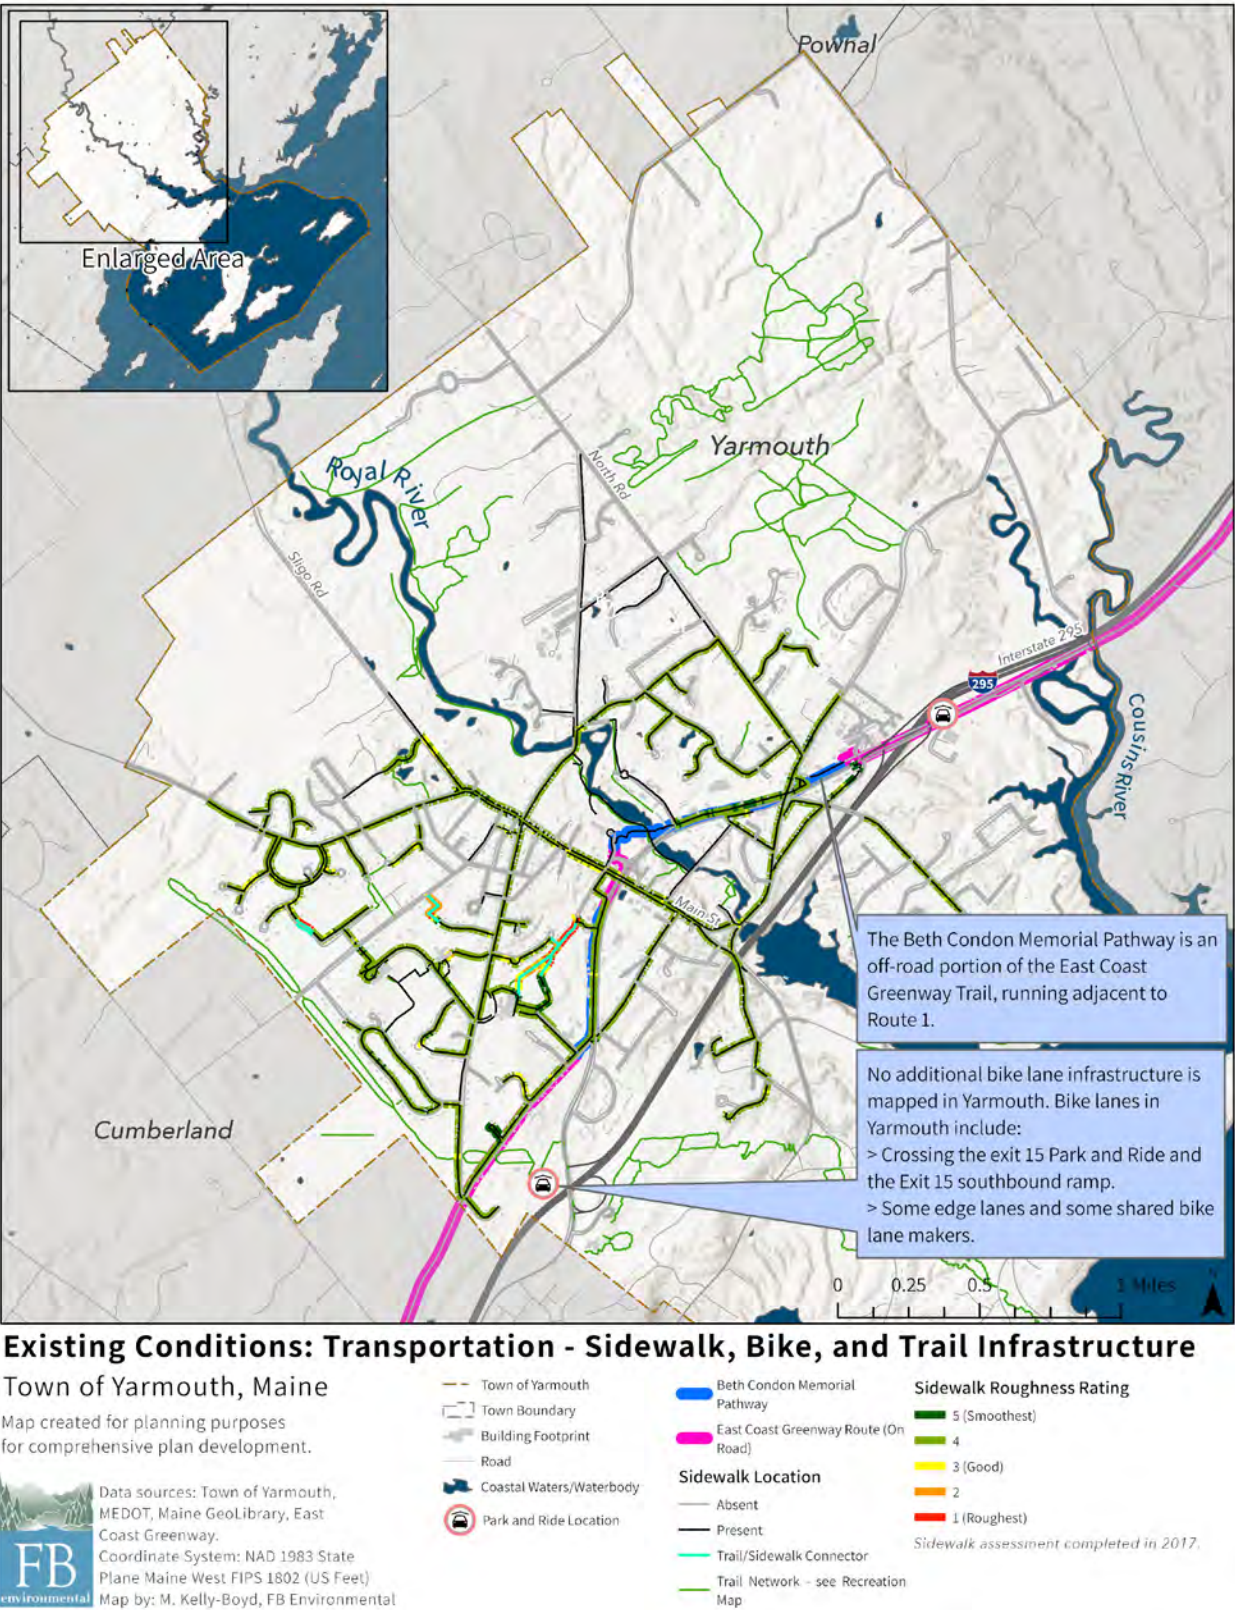 Pownal
Enlarged Area
Royal River
Yarmouth
North Rd
Sligo Rd
Interstate 295
295
Cousins River
Main St
The Beth Condon Memorial Pathway is an
off-road portion of the East Coast
Greenway Trail, running adjacent to
Route 1.
No additional bike lane infrastructure is
mapped in Yarmouth. Bike lanes in
Yarmouth include:
> Crossing the exit 15 Park and Ride and
the Exit 15 southbound ramp.
> Some edge lanes and some shared bike
lane makers.
Cumberland
0 0.25 0.5 1 Miles
N
Existing Conditions: Transportation - Sidewalk, Bike, and Trail Infrastructure
Town of Yarmouth, Maine
Map created for planning purposes
for comprehensive plan development.
Data sources: Town of Yarmouth,
MEDOT, Maine GeoLibrary, East
Coast Greenway.
Coordinate System: NAD 1983 State
Plane Maine West FIPS 1802 (US Feet)
Map by: M. Kelly-Boyd, FB Environmental
FB
environmental
Town of Yarmouth
Town Boundary
Building Footprint
Road
Coastal Waters/Waterbody
Park and Ride Location
Beth Condon Memorial
Pathway
East Coast Greenway Route (On
Road)
Sidewalk Location
Absent
Present
Trail/Sidewalk Connector
Trail Network - see Recreation
Map
Sidewalk Roughness Rating
5 (Smoothest)
4
3 (Good)
2
1 (Roughest)
Sidewalk assessment completed in 2017.